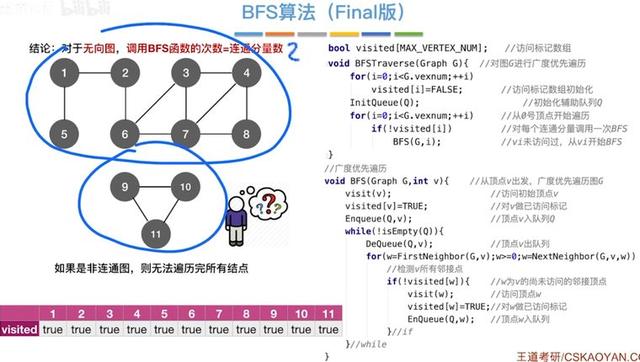 BFS算法（Final版）
结论：对于无向图，调用BFS函数的次数=连通分量数
2
1
2
3
4
5
6
7
8
9
10
11
如果是非连通图，则无法遍历完所有结点
1 2 3 4 5 6 7 8 9 10 11
visited true true true true true true true true true true true
bool visited[MAX_VERTEX_NUM]; //访问标记数组
void BFSTraverse(Graph G){ //对图G进行广度优先遍历
for(i=0;i<G.vexnum;++i)
visited[i]=FALSE; //访问标记数组初始化
InitQueue(Q); //初始化辅助队列Q
for(i=0;i<G.vexnum;++i) //从0号顶点开始遍历
if(!visited[i]) //对每个连通分量调用一次BFS
BFS(G,i); //vi未访问过，从vi开始BFS
}
//广度优先遍历
void BFS(Graph G,int v){ //从顶点v出发，广度优先遍历图G
visit(v); //访问初始顶点v
visited[v]=TRUE; //对v做已访问标记
Enqueue(Q,v); //顶点v入队列Q
while(!isEmpty(Q)){
DeQueue(Q,v); //顶点v出队列
for(w=FirstNeighbor(G,v);w>=0;w=NextNeighbor(G,v,w))
//检测v所有邻接点
if(!visited[w]){ //w为v的尚未访问的邻接顶点
visit(w); //访问顶点w
visited[w]=TRUE;//对w做已访问标记
EnQueue(Q,w); //顶点w入队列
}//if
}//while
}
王道考研/CSKAOYAN.CO